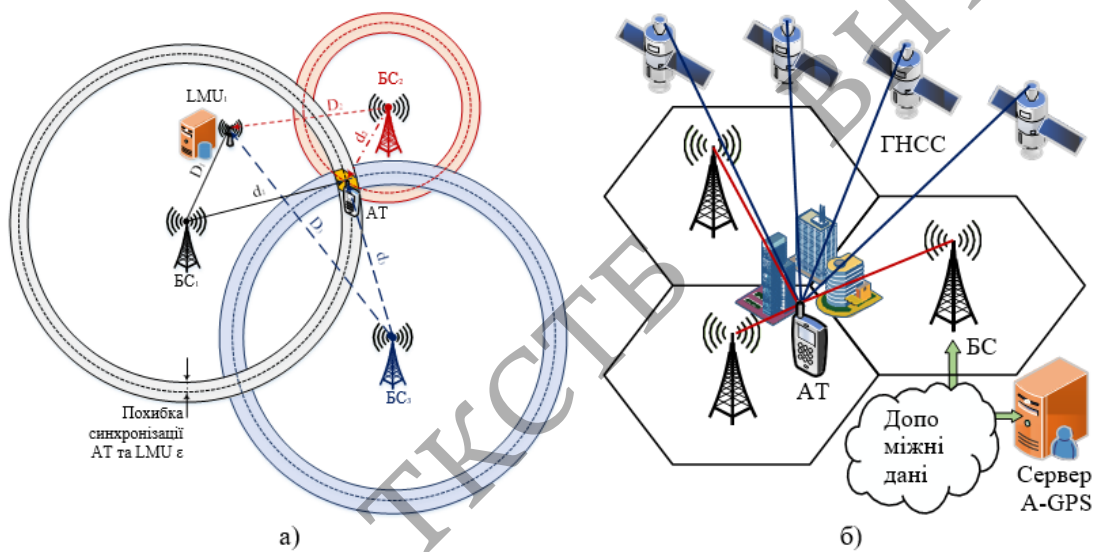 LMU₁
БС₂
D₂
d₂
D₁
d₁
АТ
БС₁
D₃
d₃
БС₃
Похибка
синхронізації
АТ та LMU ε
а)
ГНСС
БС
АТ
Допо
міжні
дані
Сервер
A-GPS
б)
ТКСТБ ВНТ